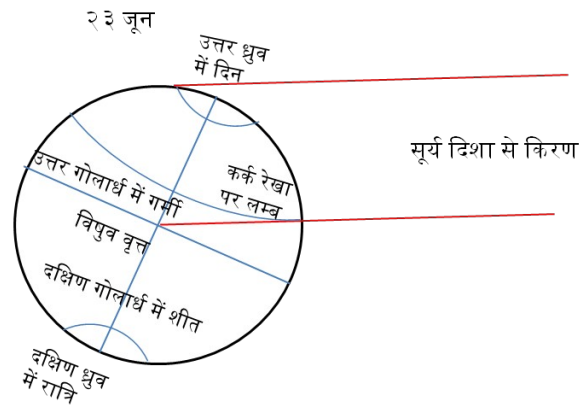 २३ जून
उत्तर ध्रुव
में दिन
सूर्य दिशा से किरण
कर्क रेखा
पर लम्ब
उत्तर गोलार्ध में गर्मी
विषुव वृत्त
दक्षिण गोलार्ध में शीत
दक्षिण ध्रुव
में रात्रि